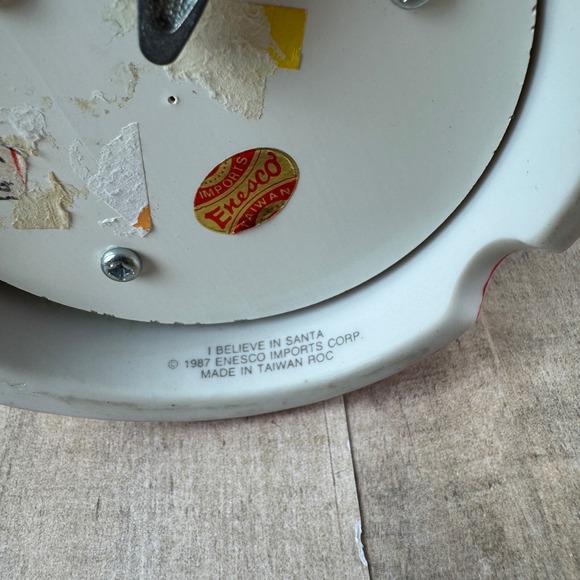 IMPORTS
Enesco
TAIWAN
I BELIEVE IN SANTA
© 1987 ENESCO IMPORTS CORP.
MADE IN TAIWAN ROC